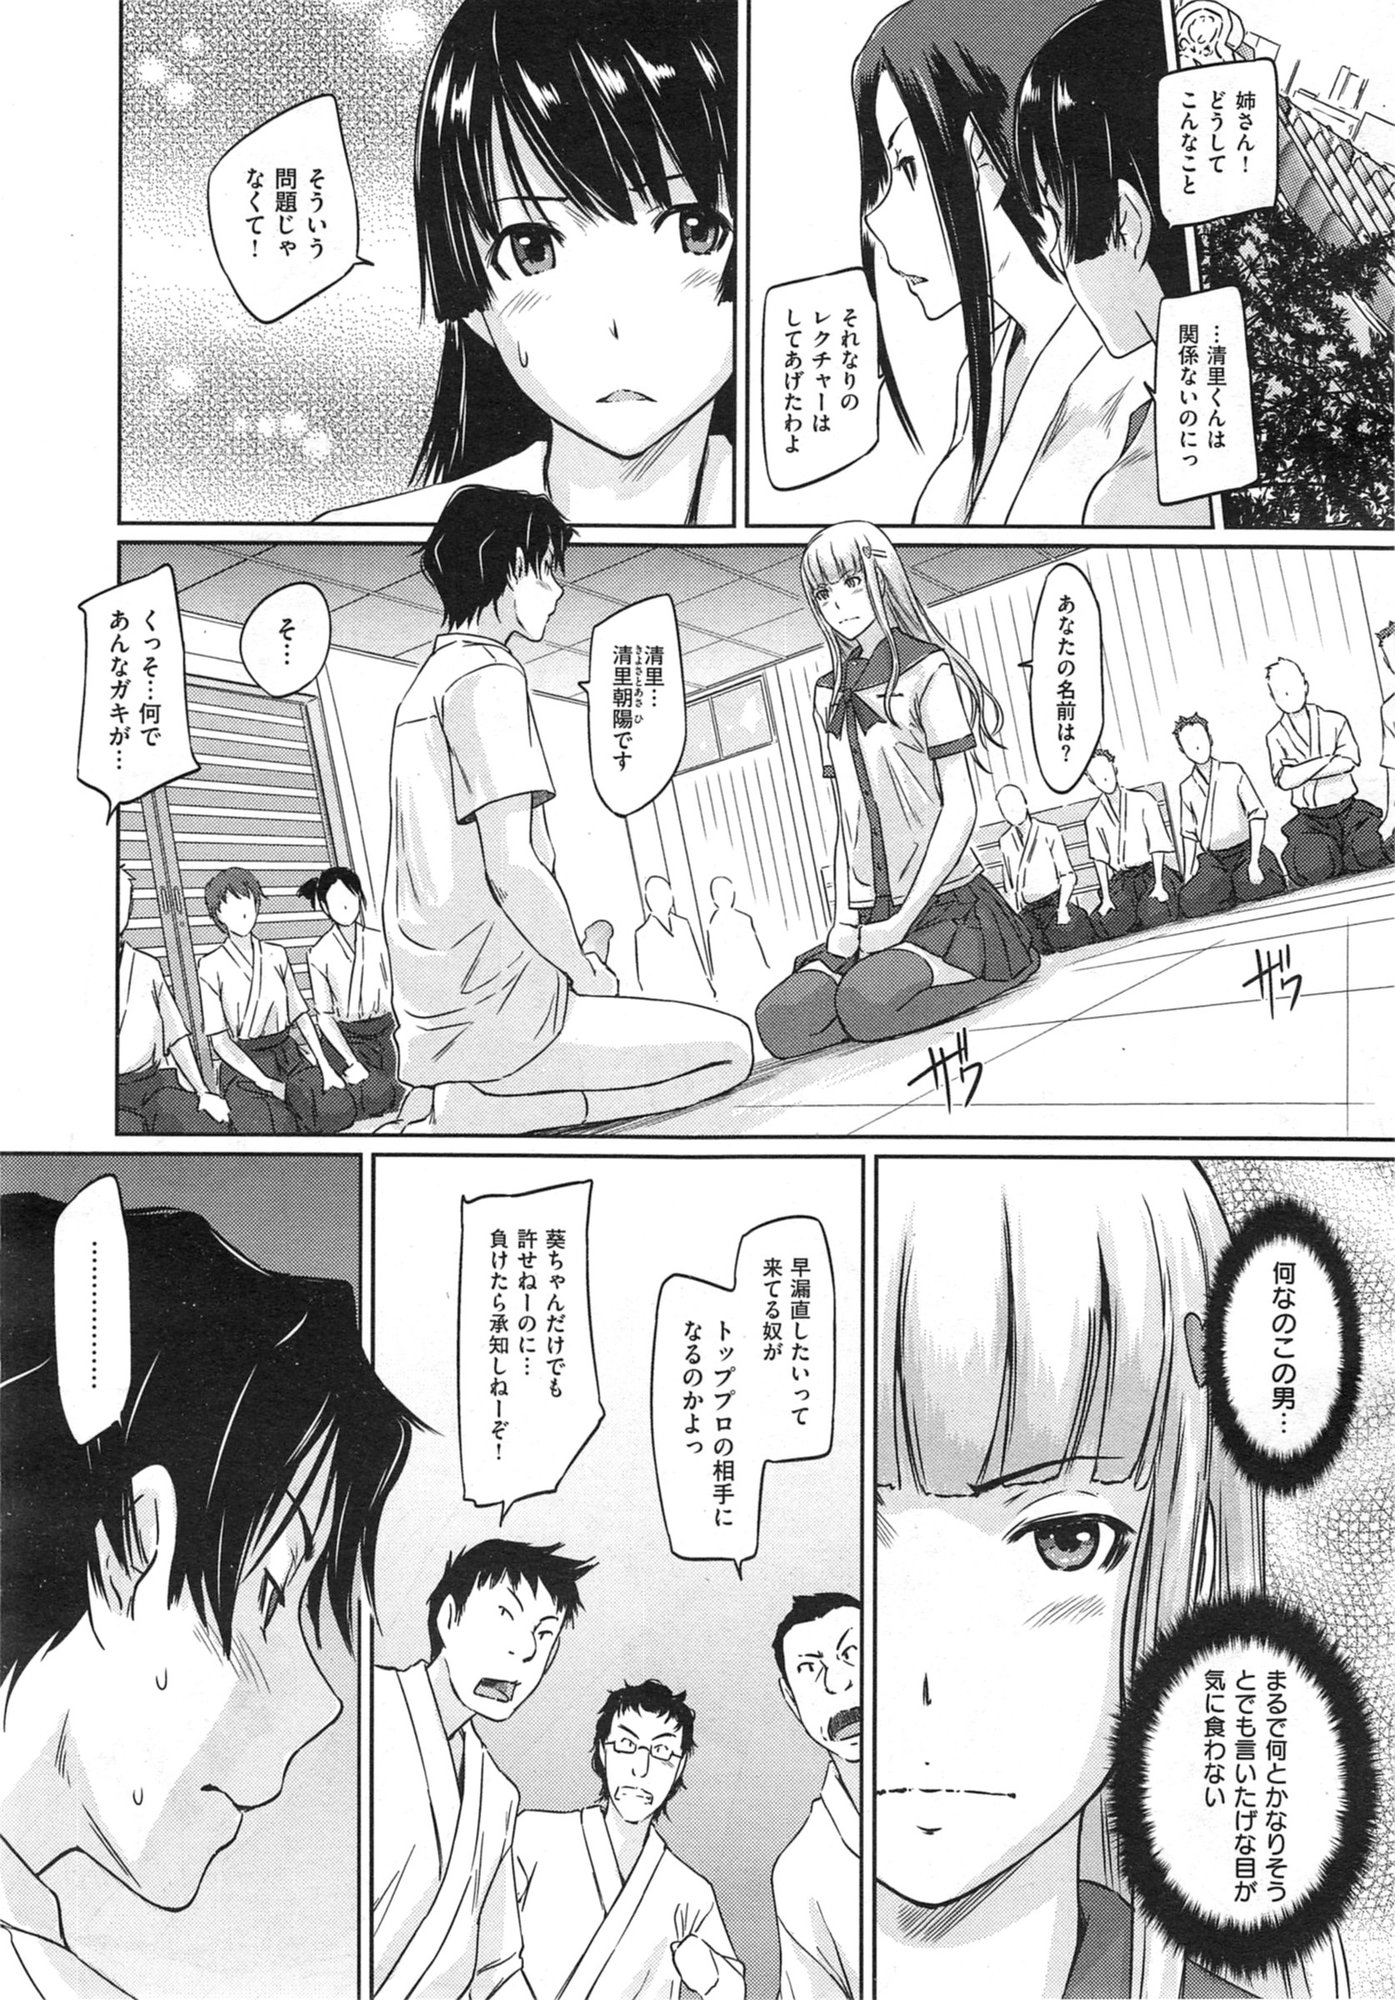 姉さん！
どうして
こんなこと
…清里くんは
関係ないのにっ
それなりの
レクチャーは
してあげたわよ
そういう
問題じゃ
なくて！
あなたの名前は？
清里…
清里朝陽です
きよさとあさひ
そ…
くっそ…何で
あんなガキが…
ザワ
ザワ
何なのこの男…
まるで何とかなりそう
とでも言いたげな目が
気に食わない
早漏直したいって
来てる奴が
トッププロの相手に
なるのかよっ
葵ちゃんだけでも
許せねーのに…
負けたら承知しねーぞ！
…………